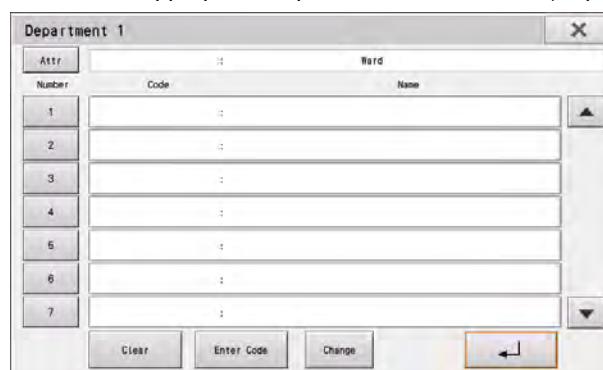 Department 1
Attr : Ward
Number Code Name
1 :
2 :
3 :
4 :
5 :
6 :
7 :
Clear Enter Code Change